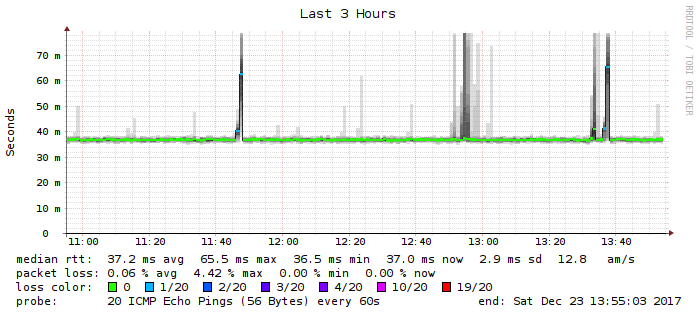 Last 3 Hours
RRDTOOL / TOBI OETIKER
Seconds
70 m
60 m
50 m
40 m
30 m
20 m
10 m
0
11:00 11:20 11:40 12:00 12:20 12:40 13:00 13:20 13:40
median rtt: 37.2 ms avg 65.5 ms max 36.5 ms min 37.0 ms now 2.9 ms sd 12.8 am/s
packet loss: 0.06 % avg 4.42 % max 0.00 % min 0.00 % now
loss color: 0 1/20 2/20 3/20 4/20 10/20 19/20
probe: 20 ICMP Echo Pings (56 Bytes) every 60s end: Sat Dec 23 13:55:03 2017